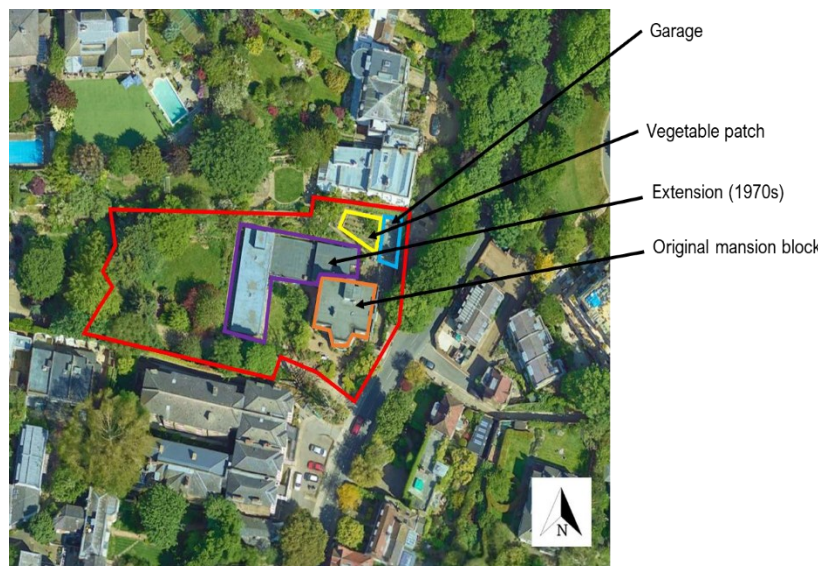 Garage
Vegetable patch
Extension (1970s)
Original mansion block
N